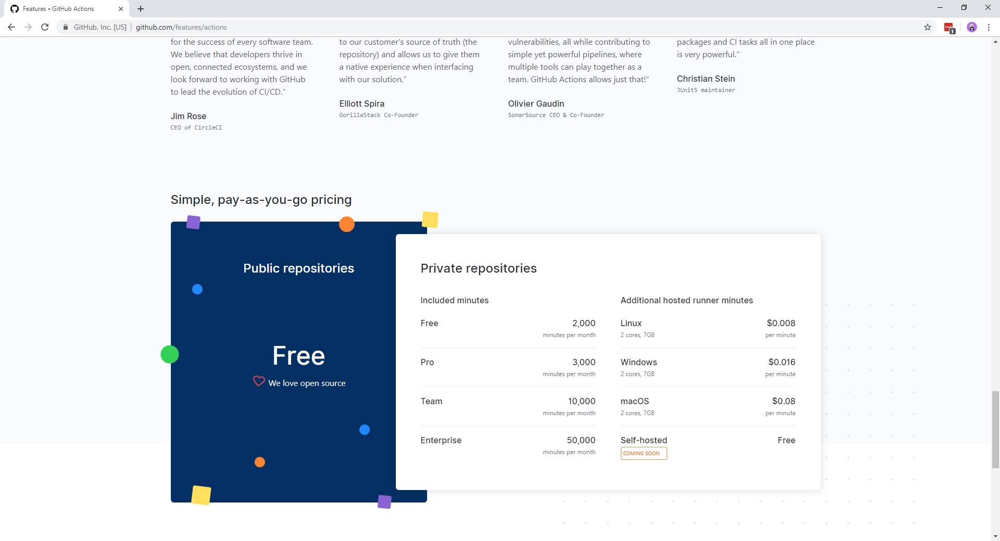 Features • GitHub Actions
GitHub, Inc. [US] github.com/features/actions
1
for the success of every software team.
We believe that developers thrive in
open, connected ecosystems, and we
look forward to working with GitHub
to lead the evolution of CI/CD.”
Jim Rose
CEO of CircleCI
to our customer's source of truth (the
repository) and allows us to give them
a native experience when interfacing
with our solution.”
Elliott Spira
GorillaStack Co-Founder
vulnerabilities, all while contributing to
simple yet powerful pipelines, where
multiple tools can play together as a
team. GitHub Actions allows just that!”
Olivier Gaudin
SonarSource CEO & Co-Founder
packages and CI tasks all in one place
is very powerful.”
Christian Stein
JUnit5 maintainer
Simple, pay-as-you-go pricing
Public repositories
Free
We love open source
Private repositories
Included minutes
Free 2,000
minutes per month
Pro 3,000
minutes per month
Team 10,000
minutes per month
Enterprise 50,000
minutes per month
Additional hosted runner minutes
Linux $0.008
2 cores, 7GB per minute
Windows $0.016
2 cores, 7GB per minute
macOS $0.08
2 cores, 7GB per minute
Self-hosted Free
COMING SOON